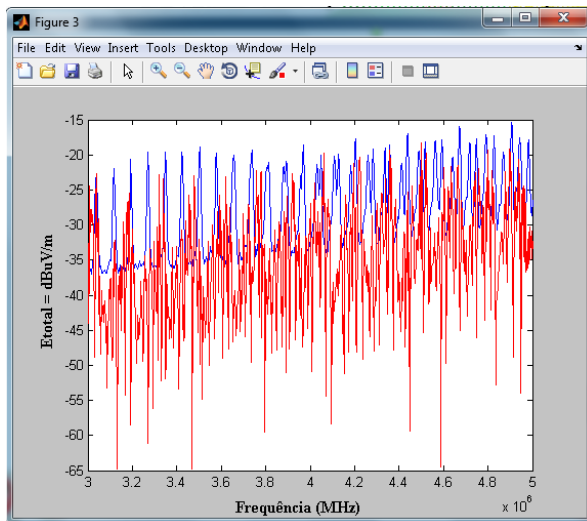 Figure 3
File Edit View Insert Tools Desktop Window Help
-15
-20
-25
-30
-35
-40
-45
-50
-55
-60
-65
Etotal = dBuV/m
3 3.2 3.4 3.6 3.8 4 4.2 4.4 4.6 4.8 5
Frequência (MHz)
x 10^6